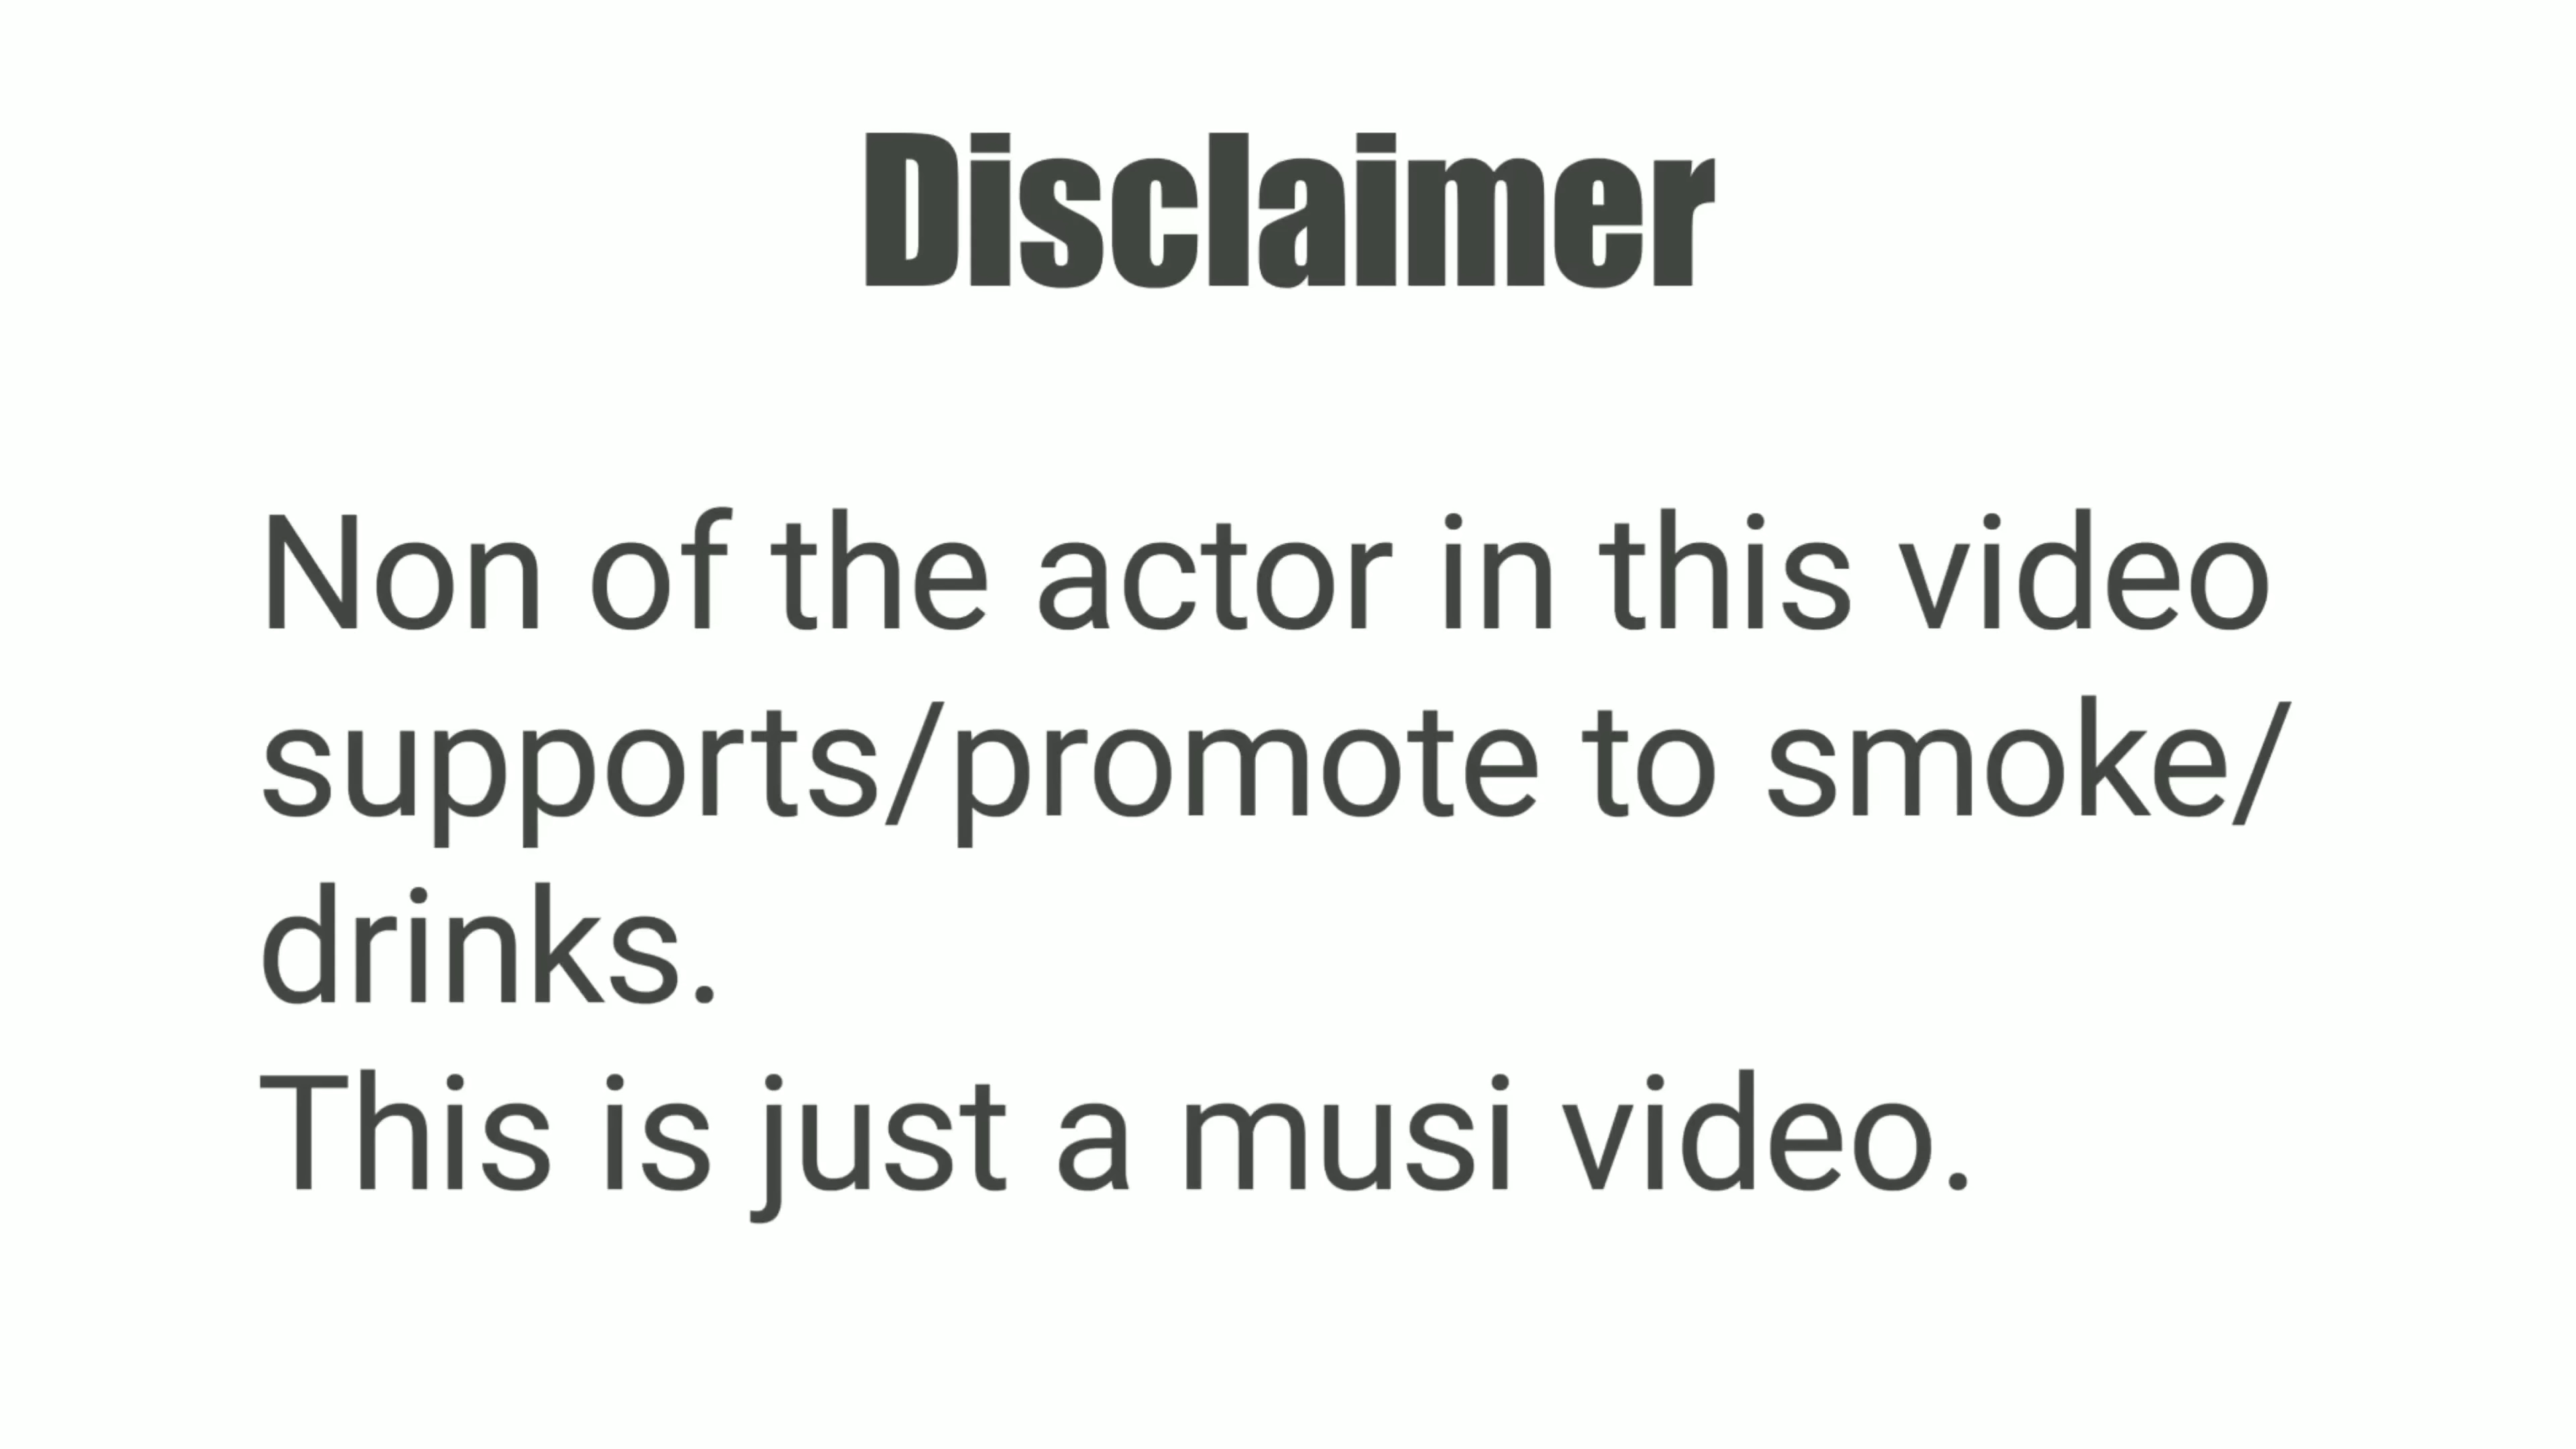 Disclaimer
Non of the actor in this video
supports/promote to smoke/
drinks.
This is just a musi video.